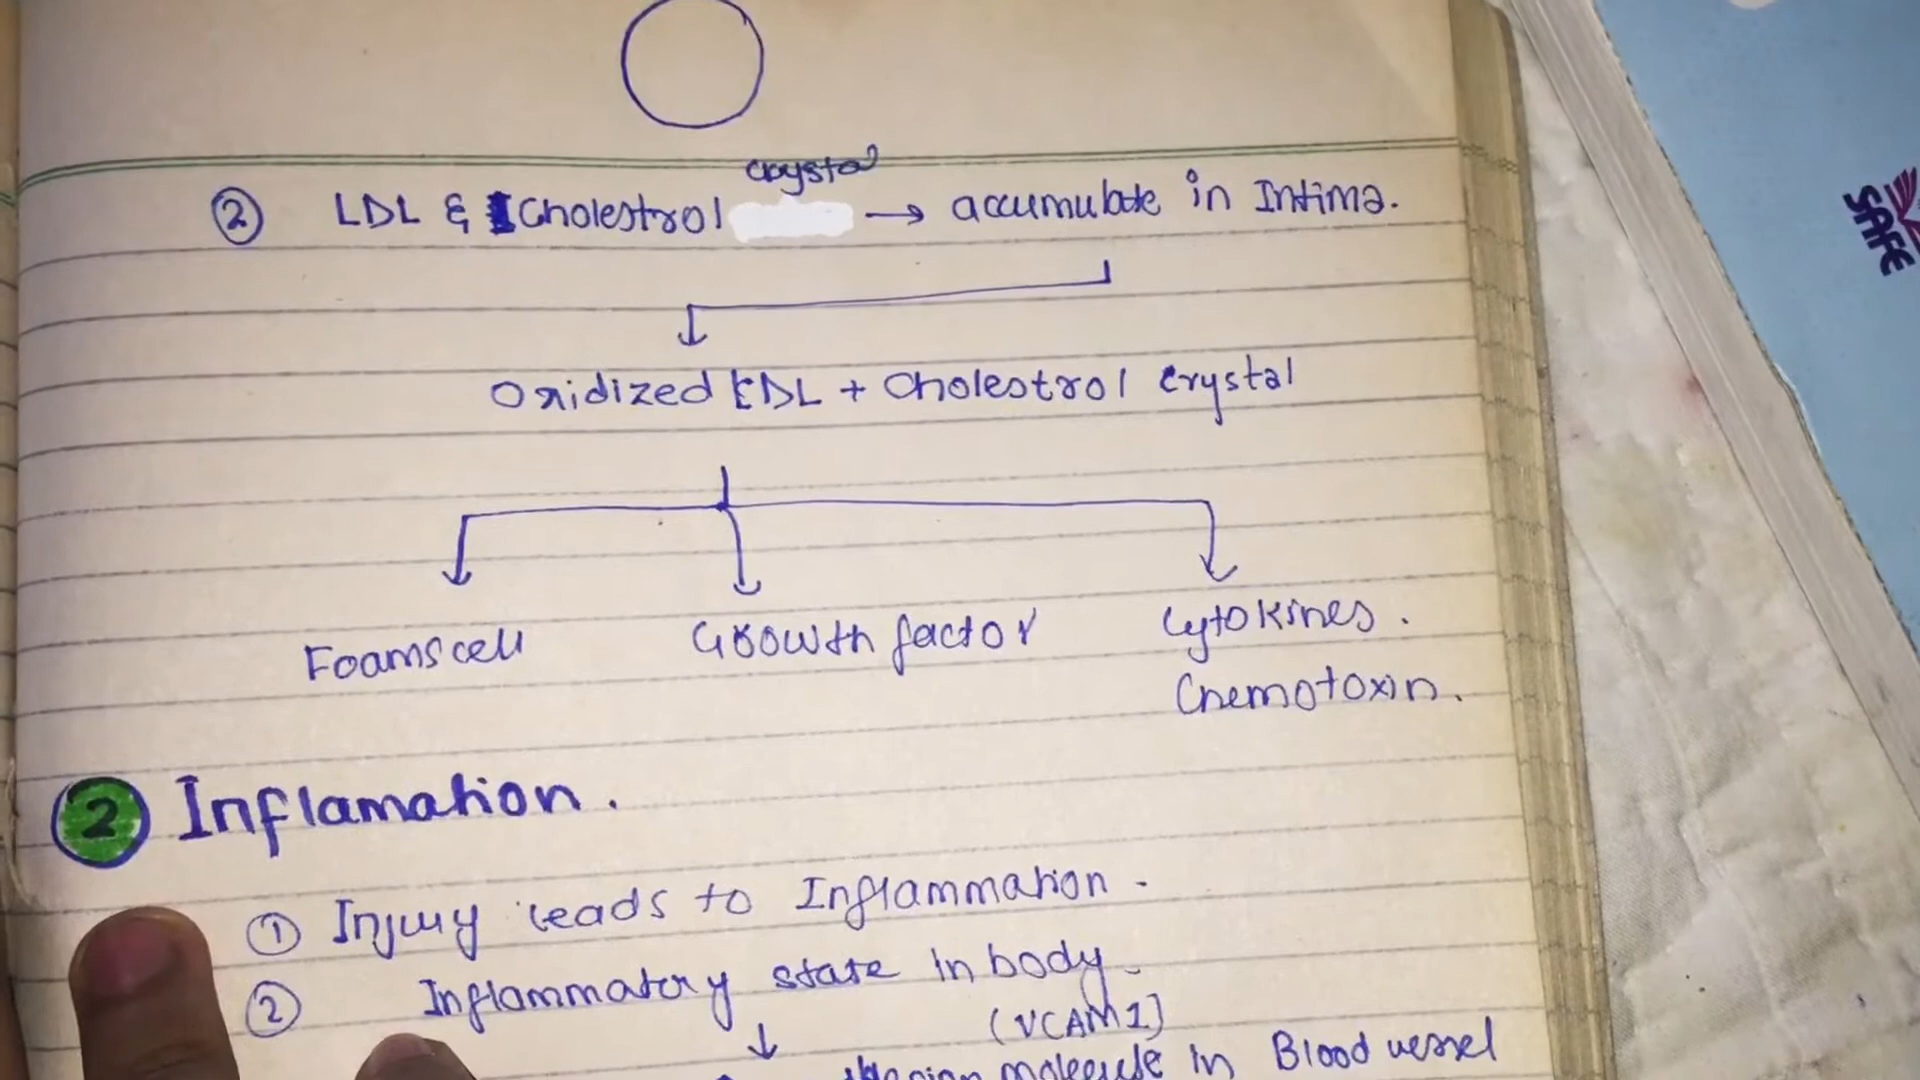 crystal
② LDL & Cholestrol → accumulate in Intima.
Oxidized LDL + Cholestrol crystal
Foams cell Growth factor Cytokines.
Chemotoxin.
2 Inflamation.
① Injury leads to Inflammation -
② Inflammatory state in body.
↓ (VCAM1)
molecule in Blood vessel
SAFE